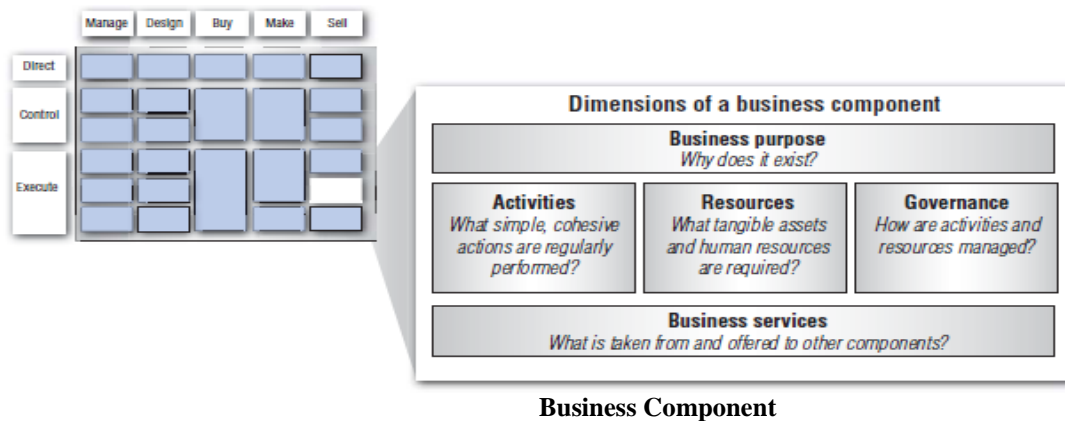 Manage Design Buy Make Sell
Direct
Control
Execute
Dimensions of a business component
Business purpose
Why does it exist?
Activities
What simple, cohesive
actions are regularly
performed?
Resources
What tangible assets
and human resources
are required?
Governance
How are activities and
resources managed?
Business services
What is taken from and offered to other components?
Business Component